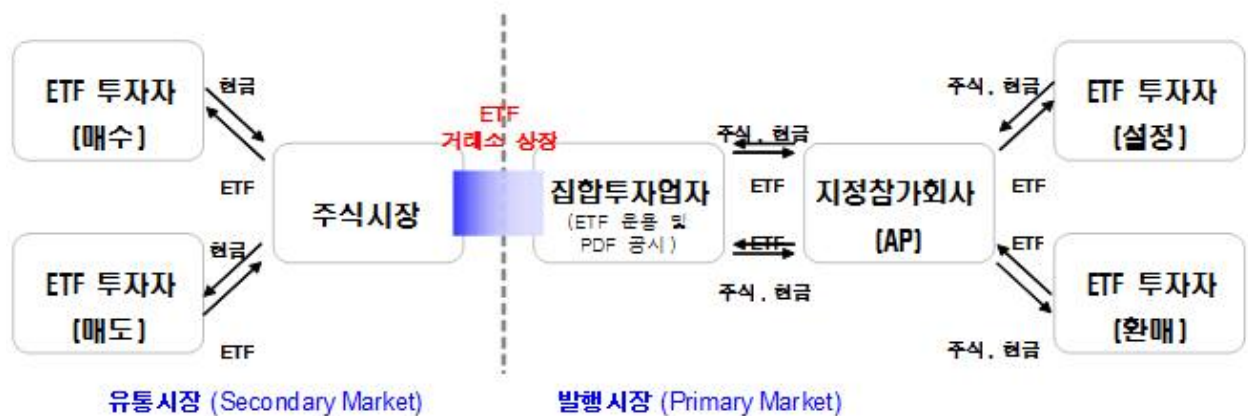 ETF 투자자
(매수)
현금
ETF
ETF 투자자
(매도)
현금
ETF
주식시장
ETF
거래소 상장
집합투자업자
(ETF 운용 및
PDF 공시)
주식, 현금
ETF
ETF
주식, 현금
지정참가회사
(AP)
주식, 현금
ETF
ETF
주식, 현금
ETF 투자자
(설정)
ETF 투자자
(환매)
유통시장 (Secondary Market)
발행시장 (Primary Market)